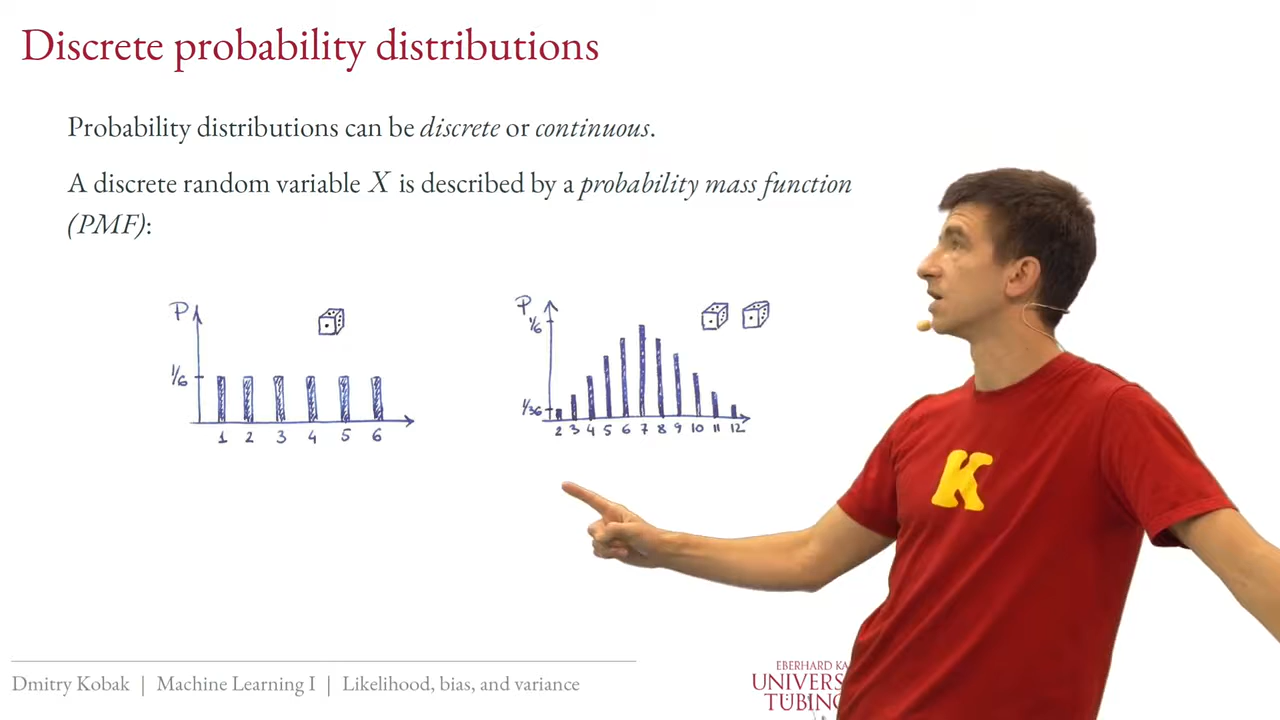 Discrete probability distributions
Probability distributions can be discrete or continuous.
A discrete random variable X is described by a probability mass function
(PMF):
P
1/6
1 2 3 4 5 6
P
1/6
1/36
2 3 4 5 6 7 8 9 10 11 12
K
Dmitry Kobak | Machine Learning I | Likelihood, bias, and variance
EBERHARD KA
UNIVERS
TÜBING